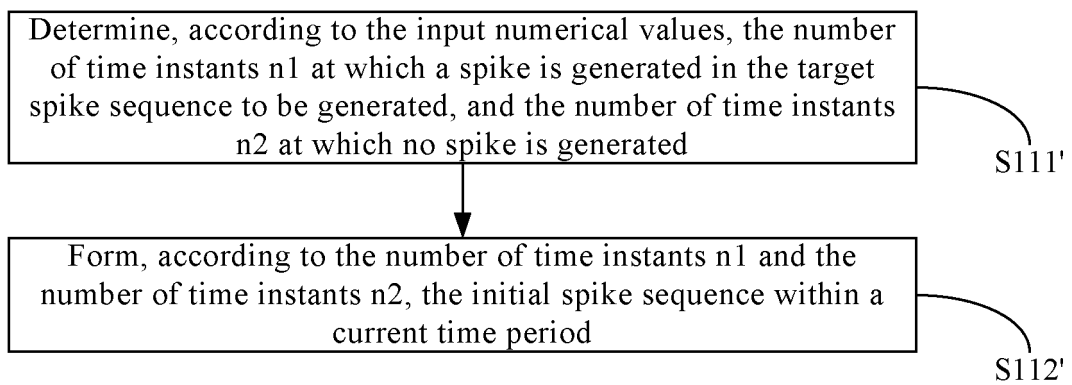 Determine, according to the input numerical values, the number
of time instants n1 at which a spike is generated in the target
spike sequence to be generated, and the number of time instants
n2 at which no spike is generated
S111'
Form, according to the number of time instants n1 and the
number of time instants n2, the initial spike sequence within a
current time period
S112'